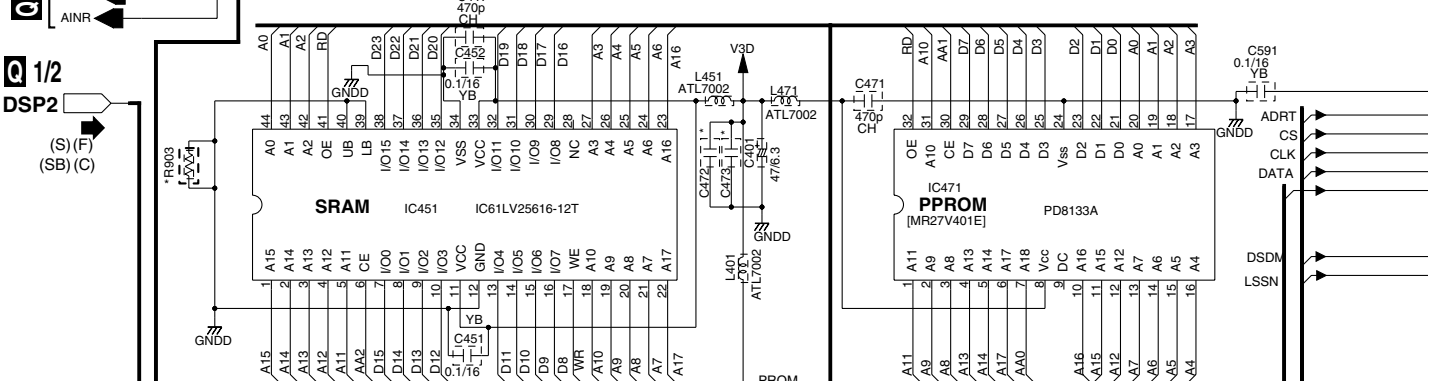 Q
AINR
Q 1/2
DSP2
(S) (F)
(SB) (C)
470p
CH
A0 A1 A2 RD D23 D22 D21 D20 D19 D18 D17 D16 A3 A4 A5 A6 A16
C452
0.1/16
YB
GNDD
V3D
L451
ATL7002
L471
ATL7002
C471
470p
CH
RD A10 AA1 D7 D6 D5 D4 D3 D2 D1 D0 A0 A1 A2 A3
C591
0.1/16
YB
GNDD
ADRT
CS
CLK
DATA
DSDM
LSSN
*R903
44 43 42 41 40 39 38 37 36 35 34 33 32 31 30 29 28 27 26 25 24 23
A0 A1 A2 OE UB LB I/O15 I/O14 I/O13 I/O12 VSS VCC I/O11 I/O10 I/O9 I/O8 NC A3 A4 A5 A6 A16
SRAM IC451 IC61LV25616-12T
A15 A14 A13 A12 A11 CE I/O0 I/O1 I/O2 I/O3 VCC GND I/O4 I/O5 I/O6 I/O7 WE A10 A9 A8 A7 A17
1 2 3 4 5 6 7 8 9 10 11 12 13 14 15 16 17 18 19 20 21 22
GNDD
YB
C451
0.1/16
A15 A14 A13 A12 A11 AA2 D15 D14 D13 D12 D11 D10 D9 D8 WR A10 A9 A8 A7 A17
* C472
* C473
C401
47/6.3
GNDD
L401
ATL7002
PROM
32 31 30 29 28 27 26 25 24 23 22 21 20 19 18 17
OE A10 CE D7 D6 D5 D4 D3 Vss D2 D1 D0 A0 A1 A2 A3
IC471
PPROM
[MR27V401E]
PD8133A
A11 A9 A8 A13 A14 A17 A18 Vcc DC A16 A15 A12 A7 A6 A5 A4
1 2 3 4 5 6 7 8 9 10 11 12 13 14 15 16
A11 A9 A8 A13 A14 A17 AA0 A16 A15 A12 A7 A6 A5 A4